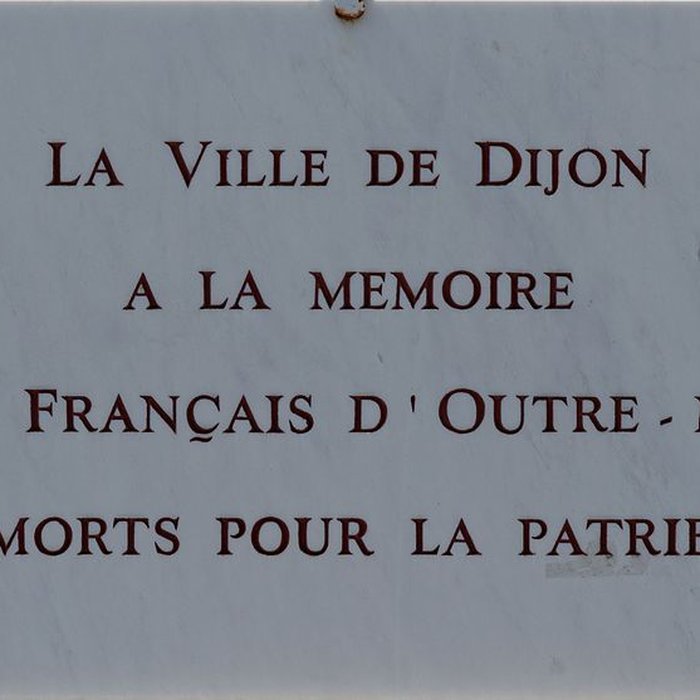 LA VILLE DE DIJON
A LA MEMOIRE
FRANÇAIS D'OUTRE-
MORTS POUR LA PATRIE